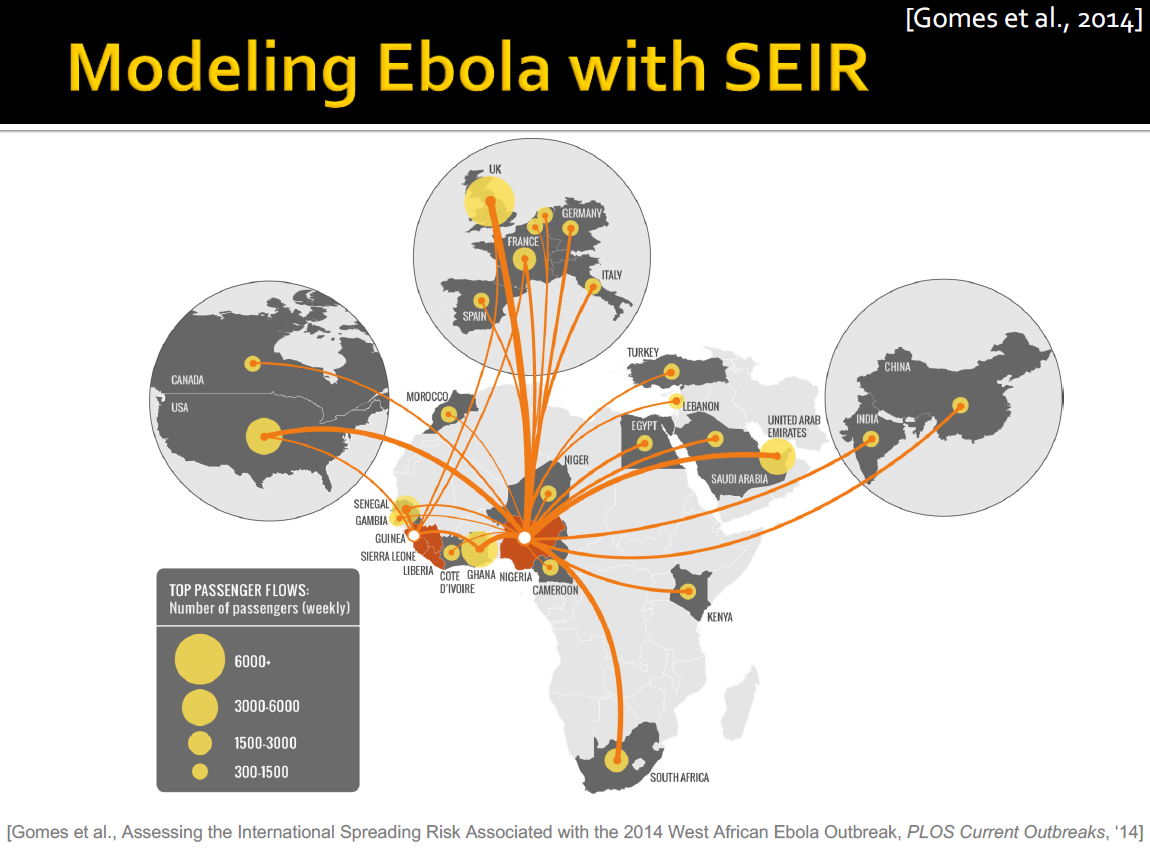 [Gomes et al., 2014]
Modeling Ebola with SEIR
UK
GERMANY
FRANCE
ITALY
SPAIN
CANADA
USA
TURKEY
CHINA
MOROCCO
LEBANON
EGYPT
UNITED ARAB
EMIRATES
INDIA
NIGER
SAUDI ARABIA
SENEGAL
GAMBIA
GUINEA
SIERRA LEONE
LIBERIA
COTE
D'IVOIRE
GHANA
NIGERIA
CAMEROON
KENYA
SOUTH AFRICA
TOP PASSENGER FLOWS:
Number of passengers (weekly)
6000+
3000-6000
1500-3000
300-1500
[Gomes et al., Assessing the International Spreading Risk Associated with the 2014 West African Ebola Outbreak, PLOS Current Outbreaks, ‘14]